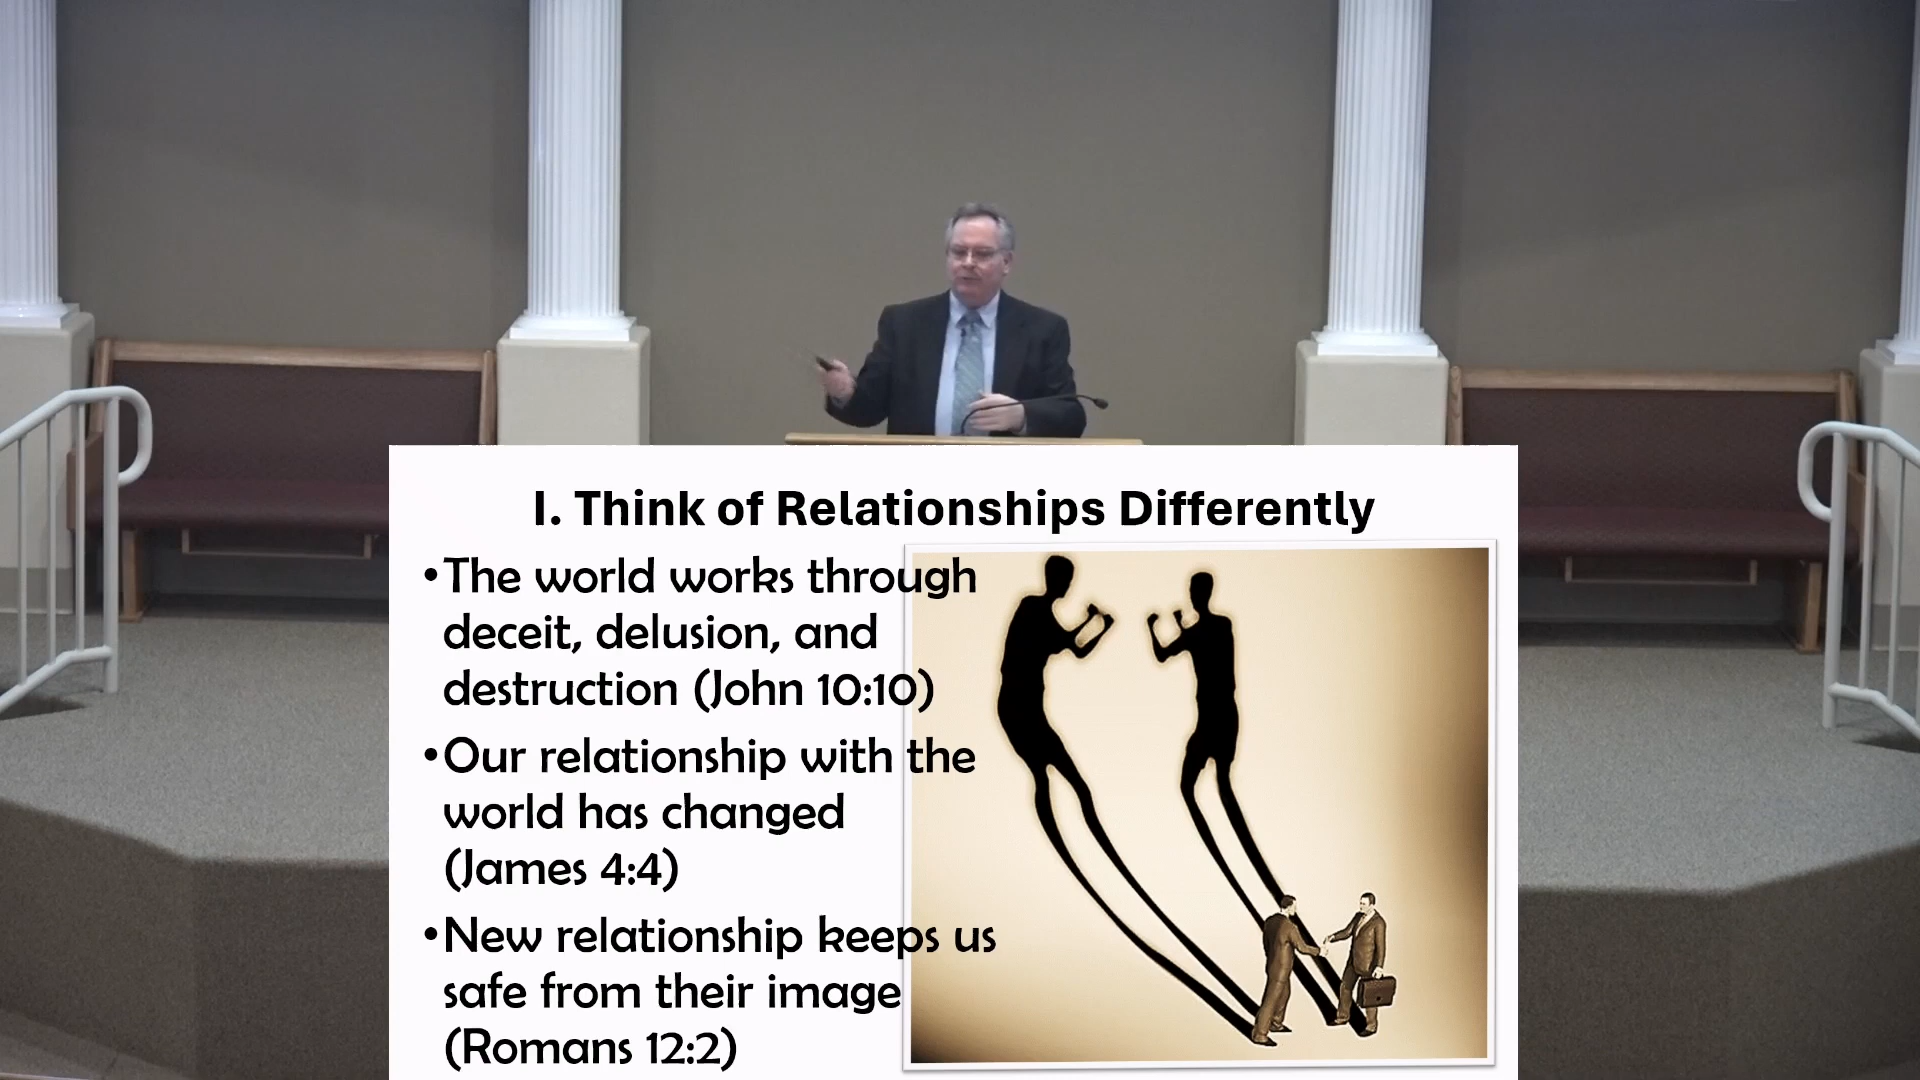 I. Think of Relationships Differently
•The world works through
deceit, delusion, and
destruction (John 10:10)
•Our relationship with the
world has changed
(James 4:4)
•New relationship keeps us
safe from their image
(Romans 12:2)